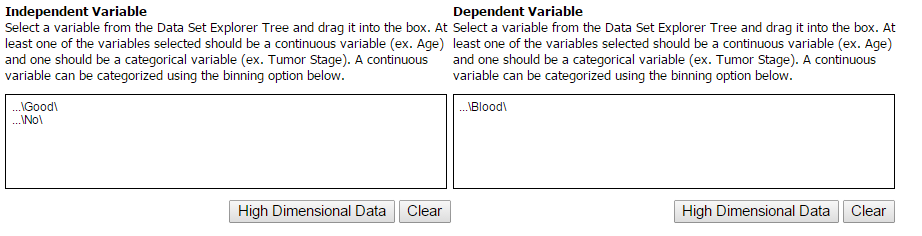 Independent Variable
Select a variable from the Data Set Explorer Tree and drag it into the box. At
least one of the variables selected should be a continuous variable (ex. Age)
and one should be a categorical variable (ex. Tumor Stage). A continuous
variable can be categorized using the binning option below.
...\Good\
...\No\
High Dimensional Data
Clear
Dependent Variable
Select a variable from the Data Set Explorer Tree and drag it into the box. At
least one of the variables selected should be a continuous variable (ex. Age)
and one should be a categorical variable (ex. Tumor Stage). A continuous
variable can be categorized using the binning option below.
...\Blood\
High Dimensional Data
Clear